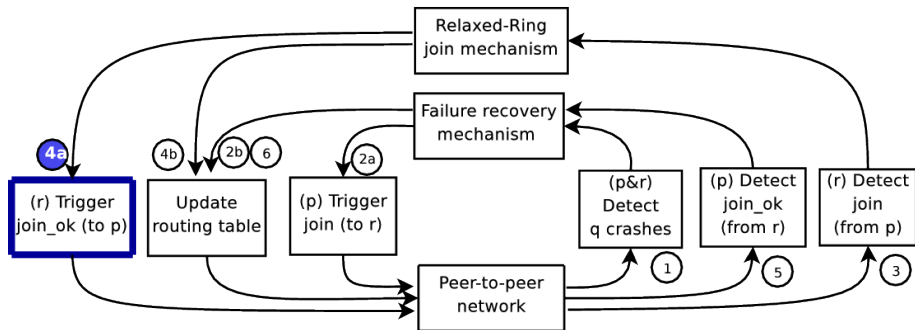 Relaxed-Ring
join mechanism
Failure recovery
mechanism
4a
4b
2b
6
2a
(r) Trigger
join_ok (to p)
Update
routing table
(p) Trigger
join (to r)
(p&r)
Detect
q crashes
(p) Detect
join_ok
(from r)
(r) Detect
join
(from p)
1
5
3
Peer-to-peer
network